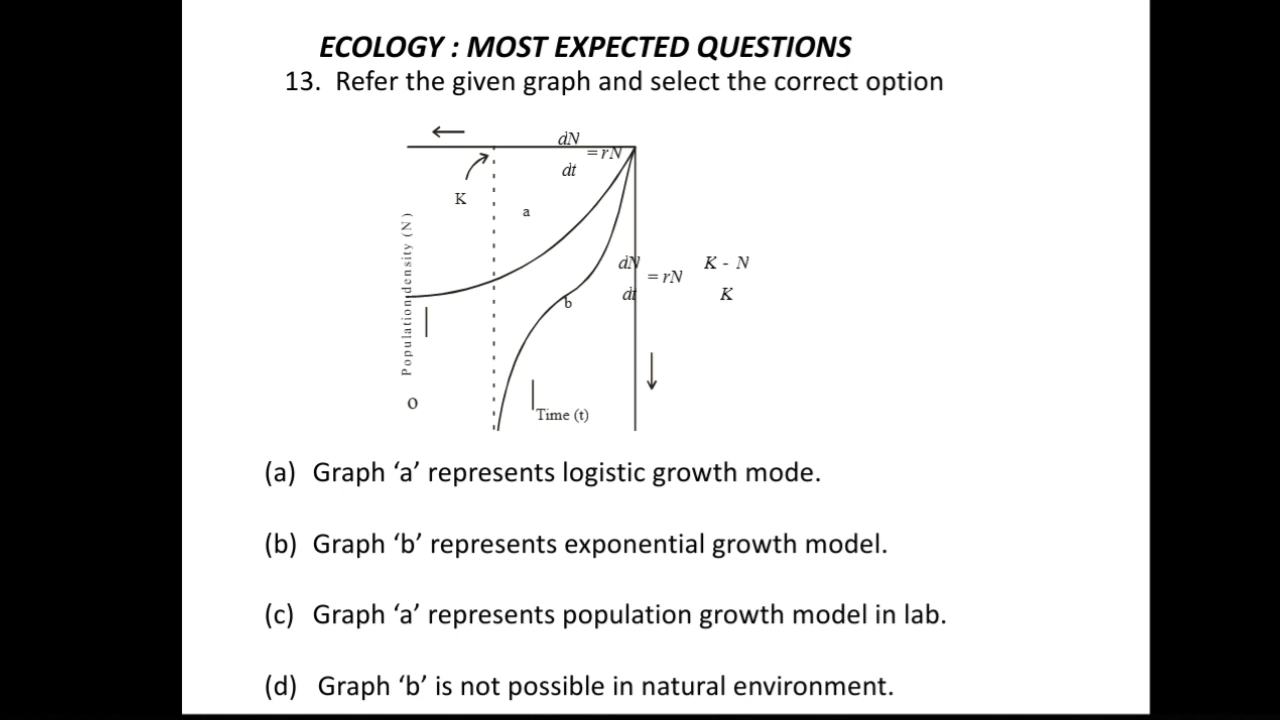 ECOLOGY : MOST EXPECTED QUESTIONS
13. Refer the given graph and select the correct option
dN
= rN
dt
K
a
Population density (N)
dN
= rN
dt
K - N
K
b
O
Time (t)
(a) Graph ‘a’ represents logistic growth mode.
(b) Graph ‘b’ represents exponential growth model.
(c) Graph ‘a’ represents population growth model in lab.
(d) Graph ‘b’ is not possible in natural environment.